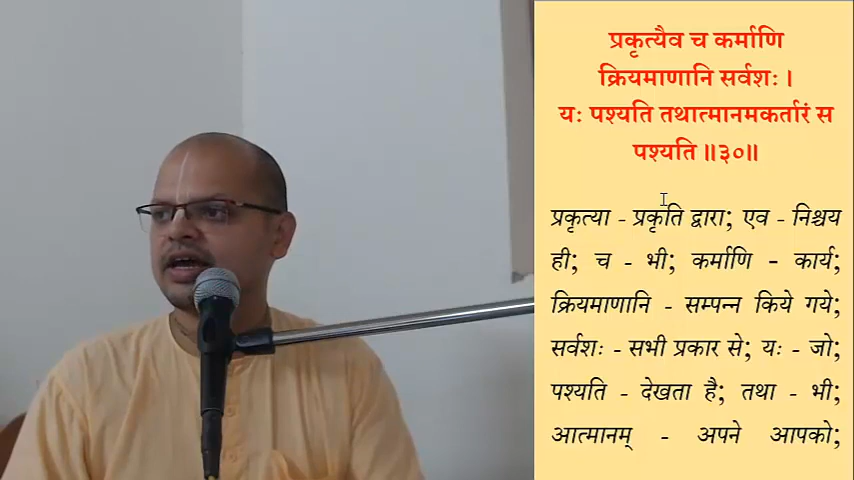 प्रकृत्यैव च कर्माणि
क्रियमाणानि सर्वशः ।
यः पश्यति तथात्मानमकर्तारं स
पश्यति ॥३०॥
प्रकृत्या - प्रकृति द्वारा; एव - निश्चय
ही; च - भी; कर्माणि - कार्य;
क्रियमाणानि - सम्पन्न किये गये;
सर्वशः - सभी प्रकार से; यः - जो;
पश्यति - देखता है; तथा - भी;
आत्मानम् - अपने आपको;